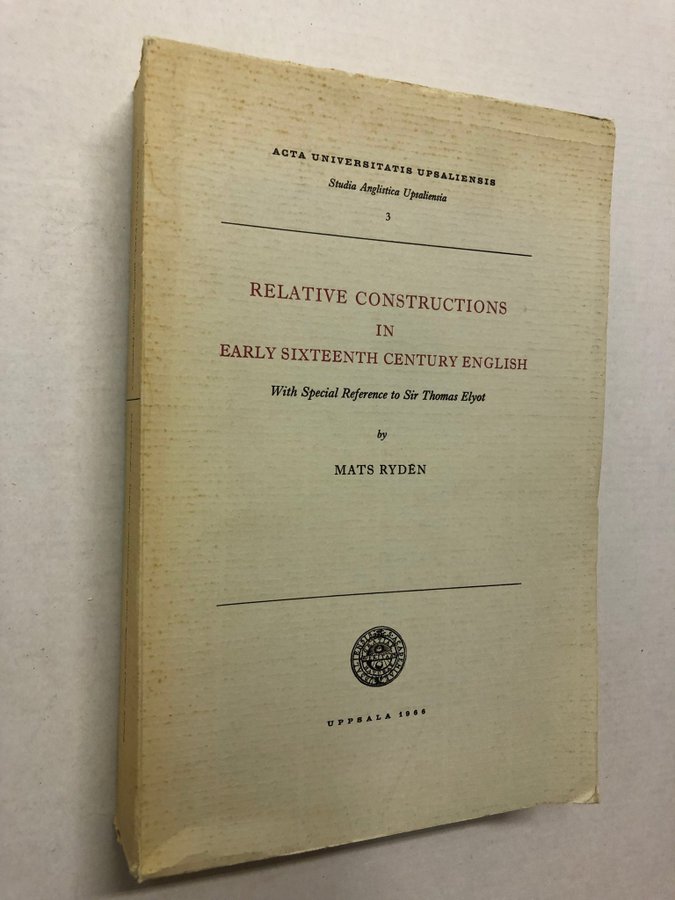 ACTA UNIVERSITATIS UPSALIENSIS
Studia Anglistica Upsaliensia
3
RELATIVE CONSTRUCTIONS
IN
EARLY SIXTEENTH CENTURY ENGLISH
With Special Reference to Sir Thomas Elyot
by
MATS RYDÉN
UPPSALA 1966